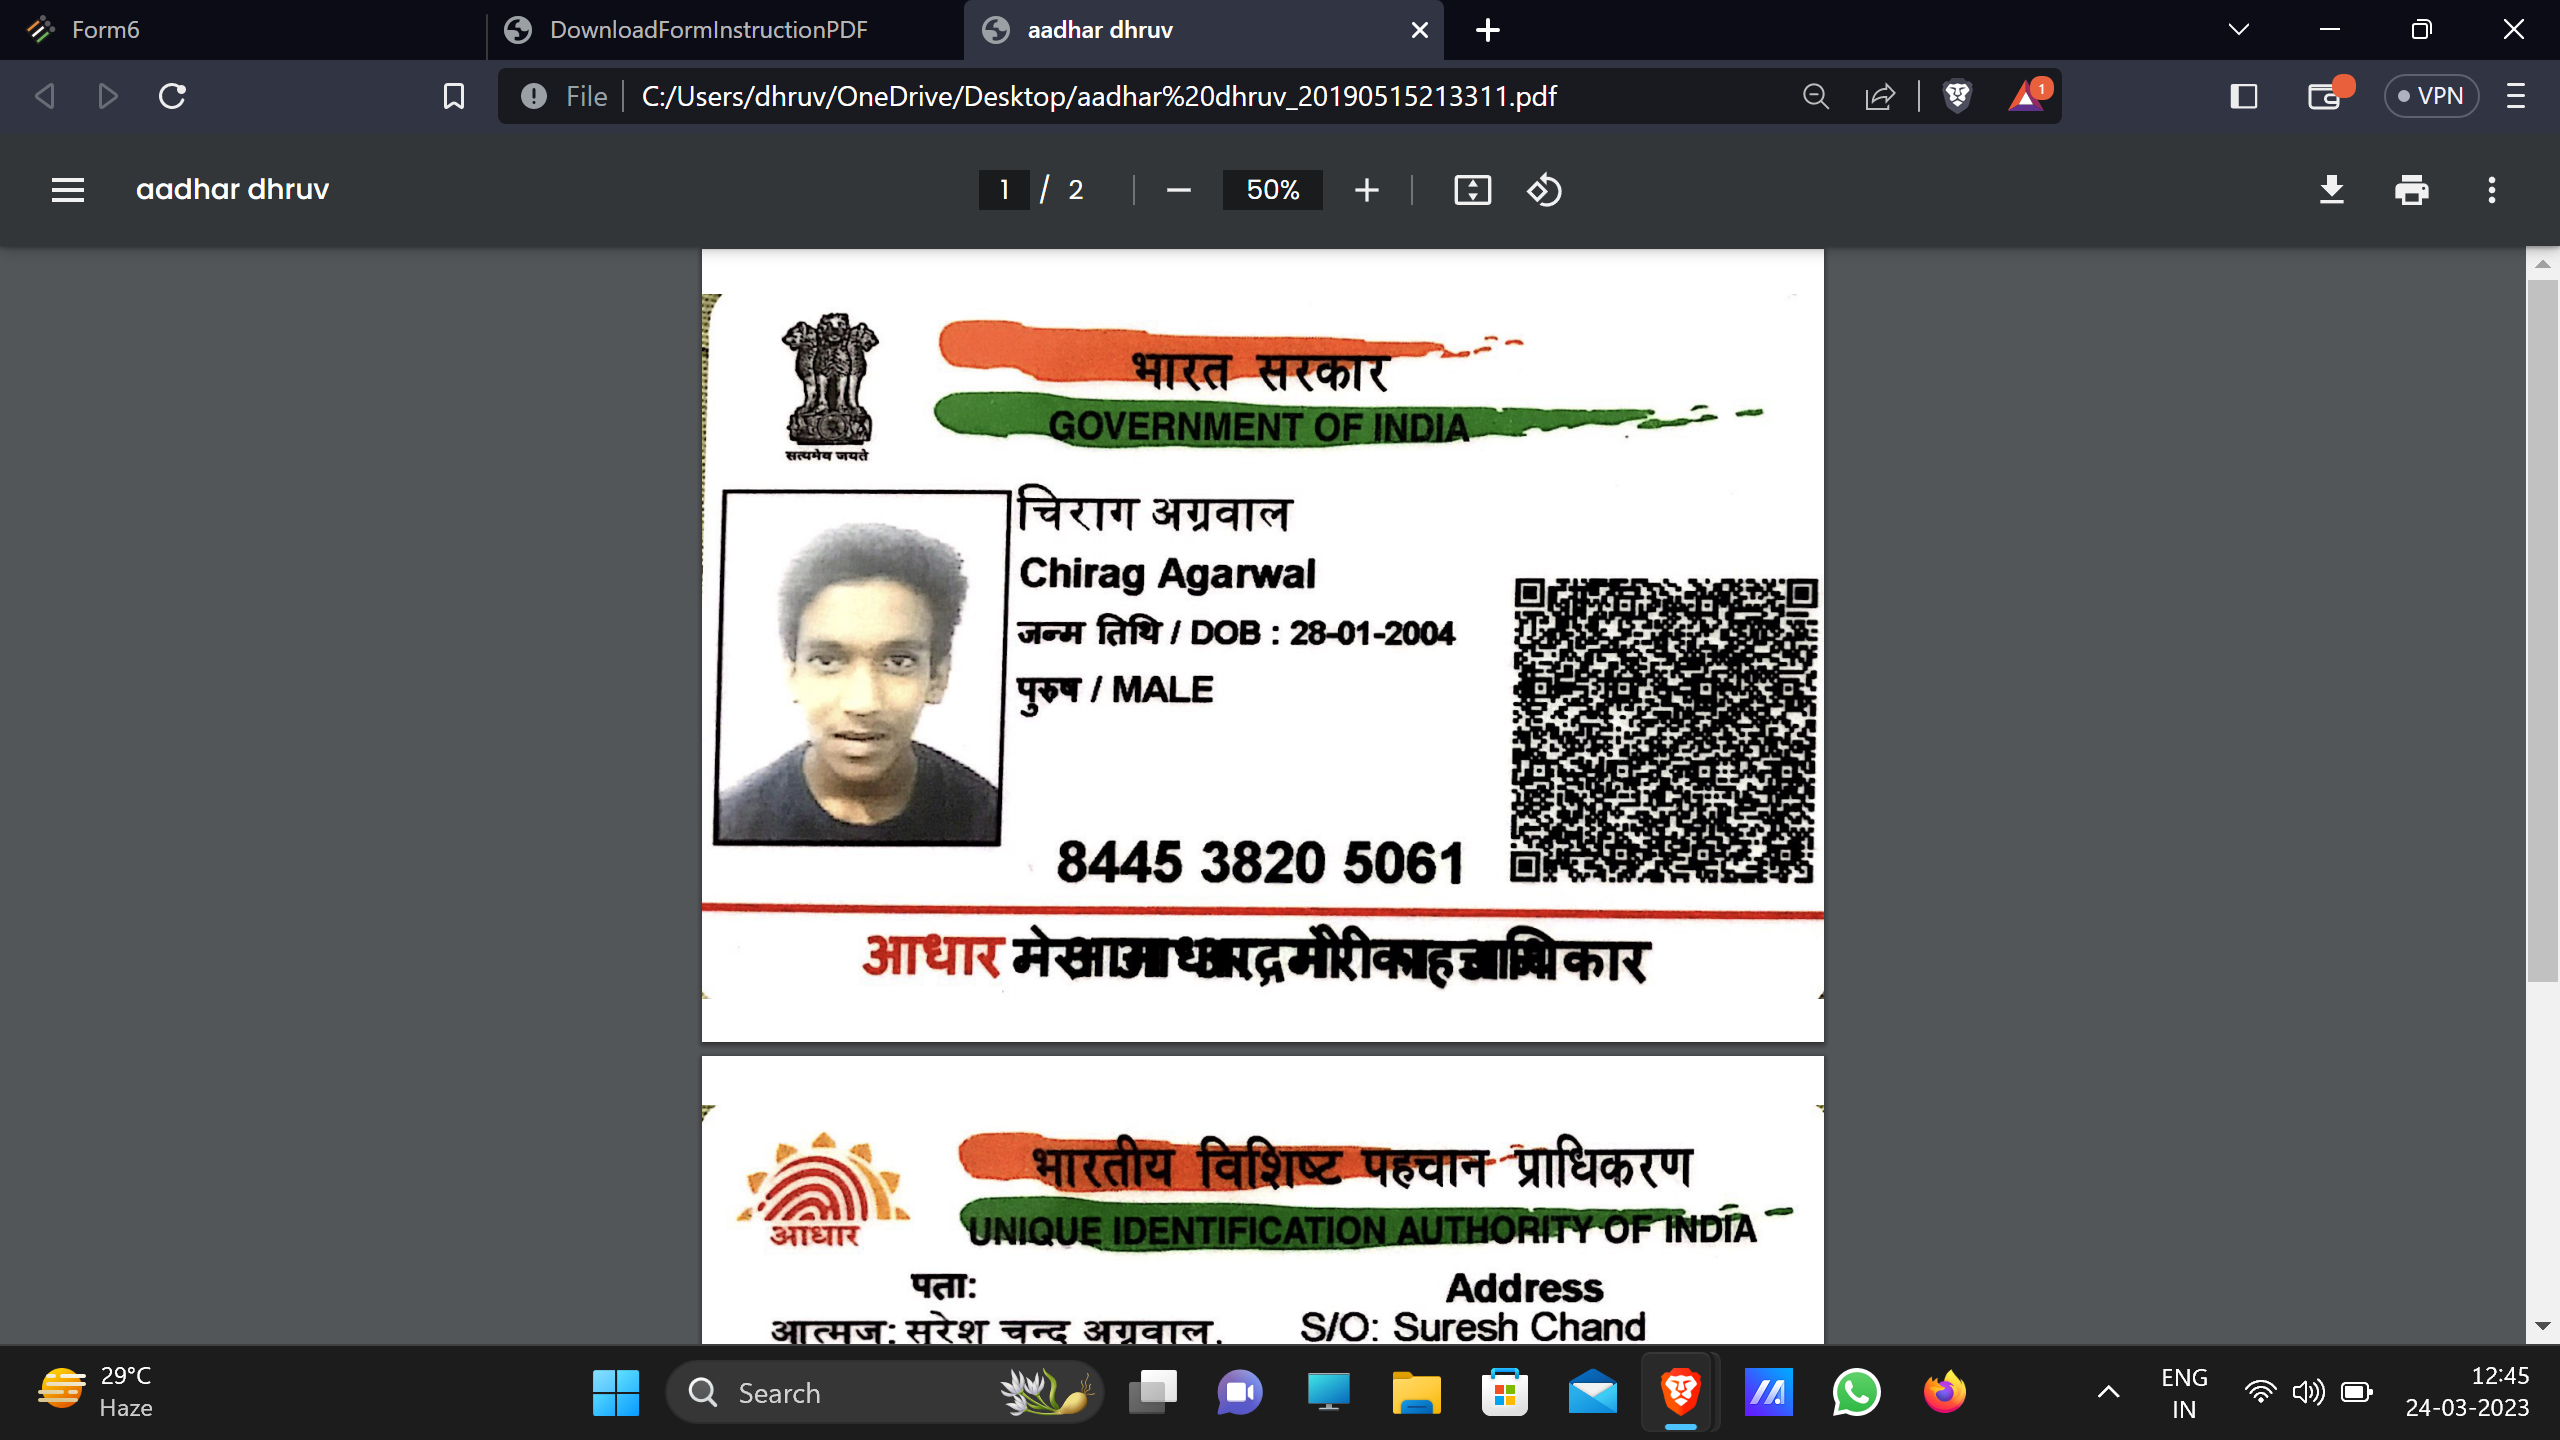 Form6
DownloadFormInstructionPDF
aadhar dhruv
File
C:/Users/dhruv/OneDrive/Desktop/aadhar%20dhruv_20190515213311.pdf
1
VPN
aadhar dhruv
1 / 2
50%
भारत सरकार
GOVERNMENT OF INDIA
सत्यमेव जयते
चिराग अग्रवाल
Chirag Agarwal
जन्म तिथि / DOB : 28-01-2004
पुरुष / MALE
8445 3820 5061
आधार
भारतीय विशिष्ट पहचान प्राधिकरण
UNIQUE IDENTIFICATION AUTHORITY OF INDIA
आधार
पता:
Address
आत्मज: सुरेश चन्द अग्रवाल,
S/O: Suresh Chand
29°C
Haze
Search
ENG
IN
12:45
24-03-2023